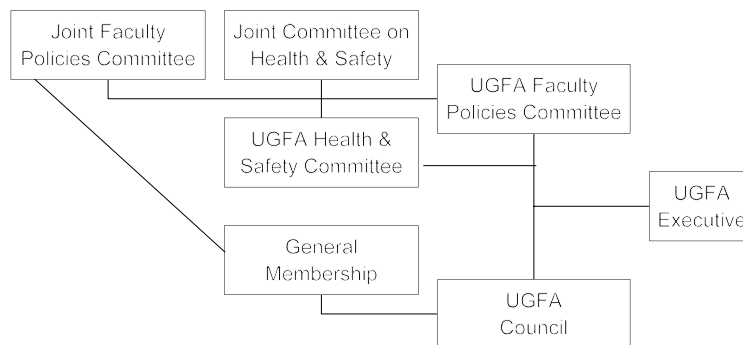 Joint Faculty
Policies Committee
Joint Committee on
Health & Safety
UGFA Faculty
Policies Committee
UGFA Health &
Safety Committee
UGFA
Executive
General
Membership
UGFA
Council